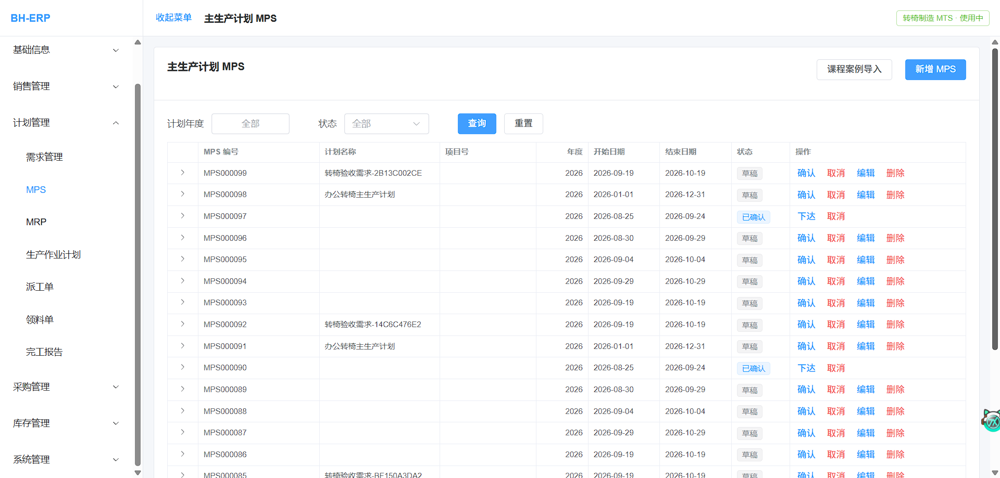 BH-ERP
收起菜单 主生产计划 MPS
转椅制造 MTS · 使用中
基础信息
销售管理
计划管理
需求管理
MPS
MRP
生产作业计划
派工单
领料单
完工报告
采购管理
库存管理
系统管理
主生产计划 MPS
课程案例导入 新增 MPS
计划年度 全部 状态 全部 查询 重置
MPS 编号 计划名称 项目号 年度 开始日期 结束日期 状态 操作
MPS000099 转椅验收需求-2B13C002CE 2026 2026-09-19 2026-10-19 草稿 确认 取消 编辑 删除
MPS000098 办公转椅主生产计划 2026 2026-01-01 2026-12-31 草稿 确认 取消 编辑 删除
MPS000097 2026 2026-08-25 2026-09-24 已确认 下达 取消
MPS000096 2026 2026-08-30 2026-09-29 草稿 确认 取消 编辑 删除
MPS000095 2026 2026-09-04 2026-10-04 草稿 确认 取消 编辑 删除
MPS000094 2026 2026-09-29 2026-10-29 草稿 确认 取消 编辑 删除
MPS000093 2026 2026-09-19 2026-10-19 草稿 确认 取消 编辑 删除
MPS000092 转椅验收需求-14C6C476E2 2026 2026-09-19 2026-10-19 草稿 确认 取消 编辑 删除
MPS000091 办公转椅主生产计划 2026 2026-01-01 2026-12-31 草稿 确认 取消 编辑 删除
MPS000090 2026 2026-08-25 2026-09-24 已确认 下达 取消
MPS000089 2026 2026-08-30 2026-09-29 草稿 确认 取消 编辑 删除
MPS000088 2026 2026-09-04 2026-10-04 草稿 确认 取消 编辑 删除
MPS000087 2026 2026-09-29 2026-10-29 草稿 确认 取消 编辑 删除
MPS000086 2026 2026-09-19 2026-10-19 草稿 确认 取消 编辑 删除
MPS000085 转椅验收需求-BF150A3DA2 2026 2026-09-19 2026-10-19 草稿 确认 取消 编辑 删除